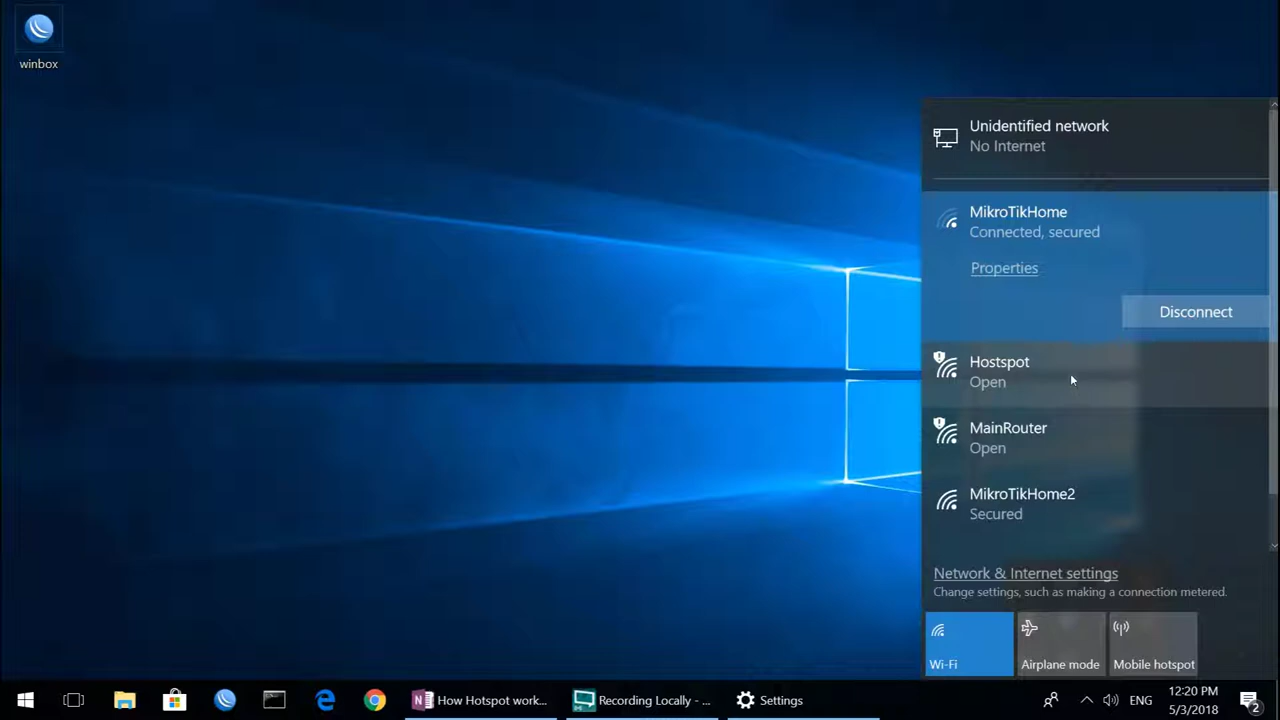 winbox
Unidentified network
No Internet
MikroTikHome
Connected, secured
Properties
Disconnect
Hostspot
Open
MainRouter
Open
MikroTikHome2
Secured
Network & Internet settings
Change settings, such as making a connection metered.
Wi-Fi
Airplane mode
Mobile hotspot
How Hotspot work...
Recording Locally - ...
Settings
ENG
12:20 PM
5/3/2018
2